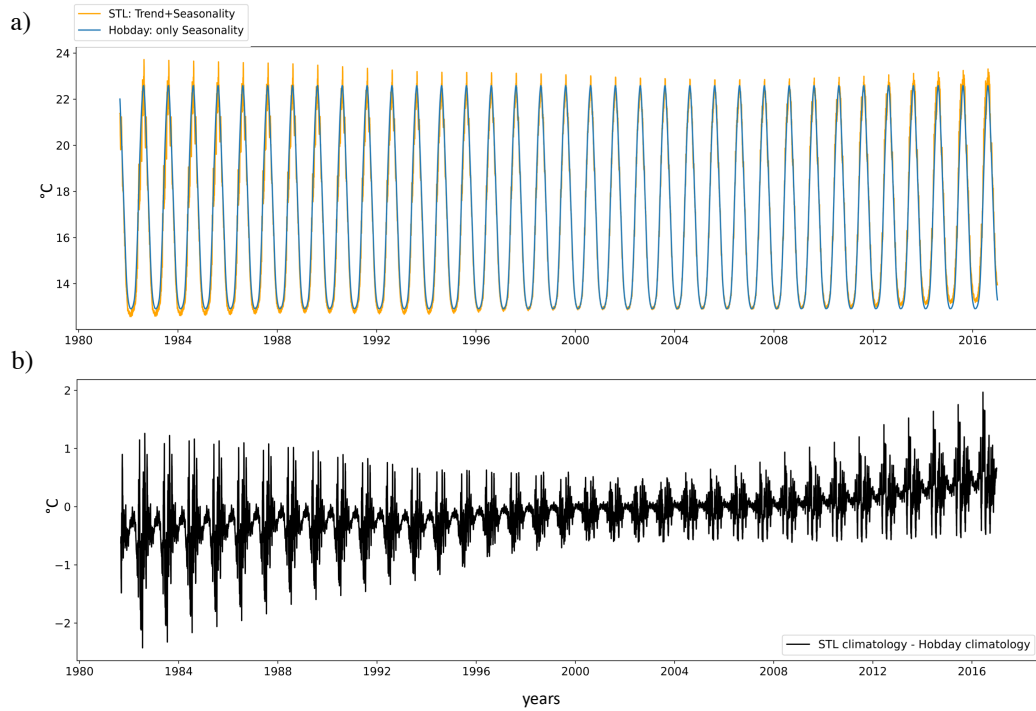 a)
STL: Trend+Seasonality
Hobday: only Seasonality
24
22
20
18
16
14
°C
1980 1984 1988 1992 1996 2000 2004 2008 2012 2016
b)
2
1
0
−1
−2
°C
STL climatology - Hobday climatology
1980 1984 1988 1992 1996 2000 2004 2008 2012 2016
years